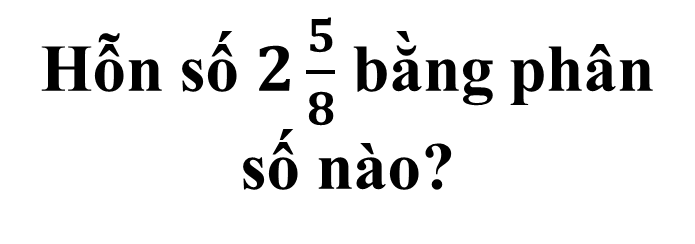 Hỗn số 2 5/8 bằng phân
số nào?